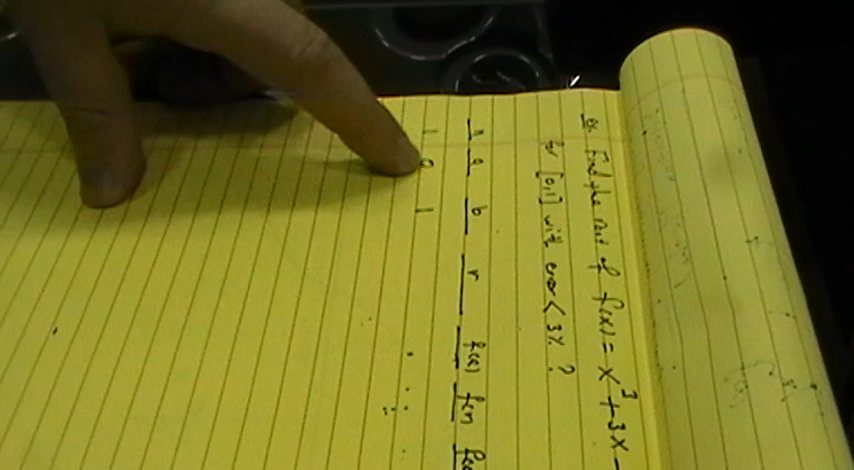 ex. Find the root of f(x) = x³ + 3x -
for [0,1] with error < 3% ?
n a b r f(a) f(r)
1 0 1